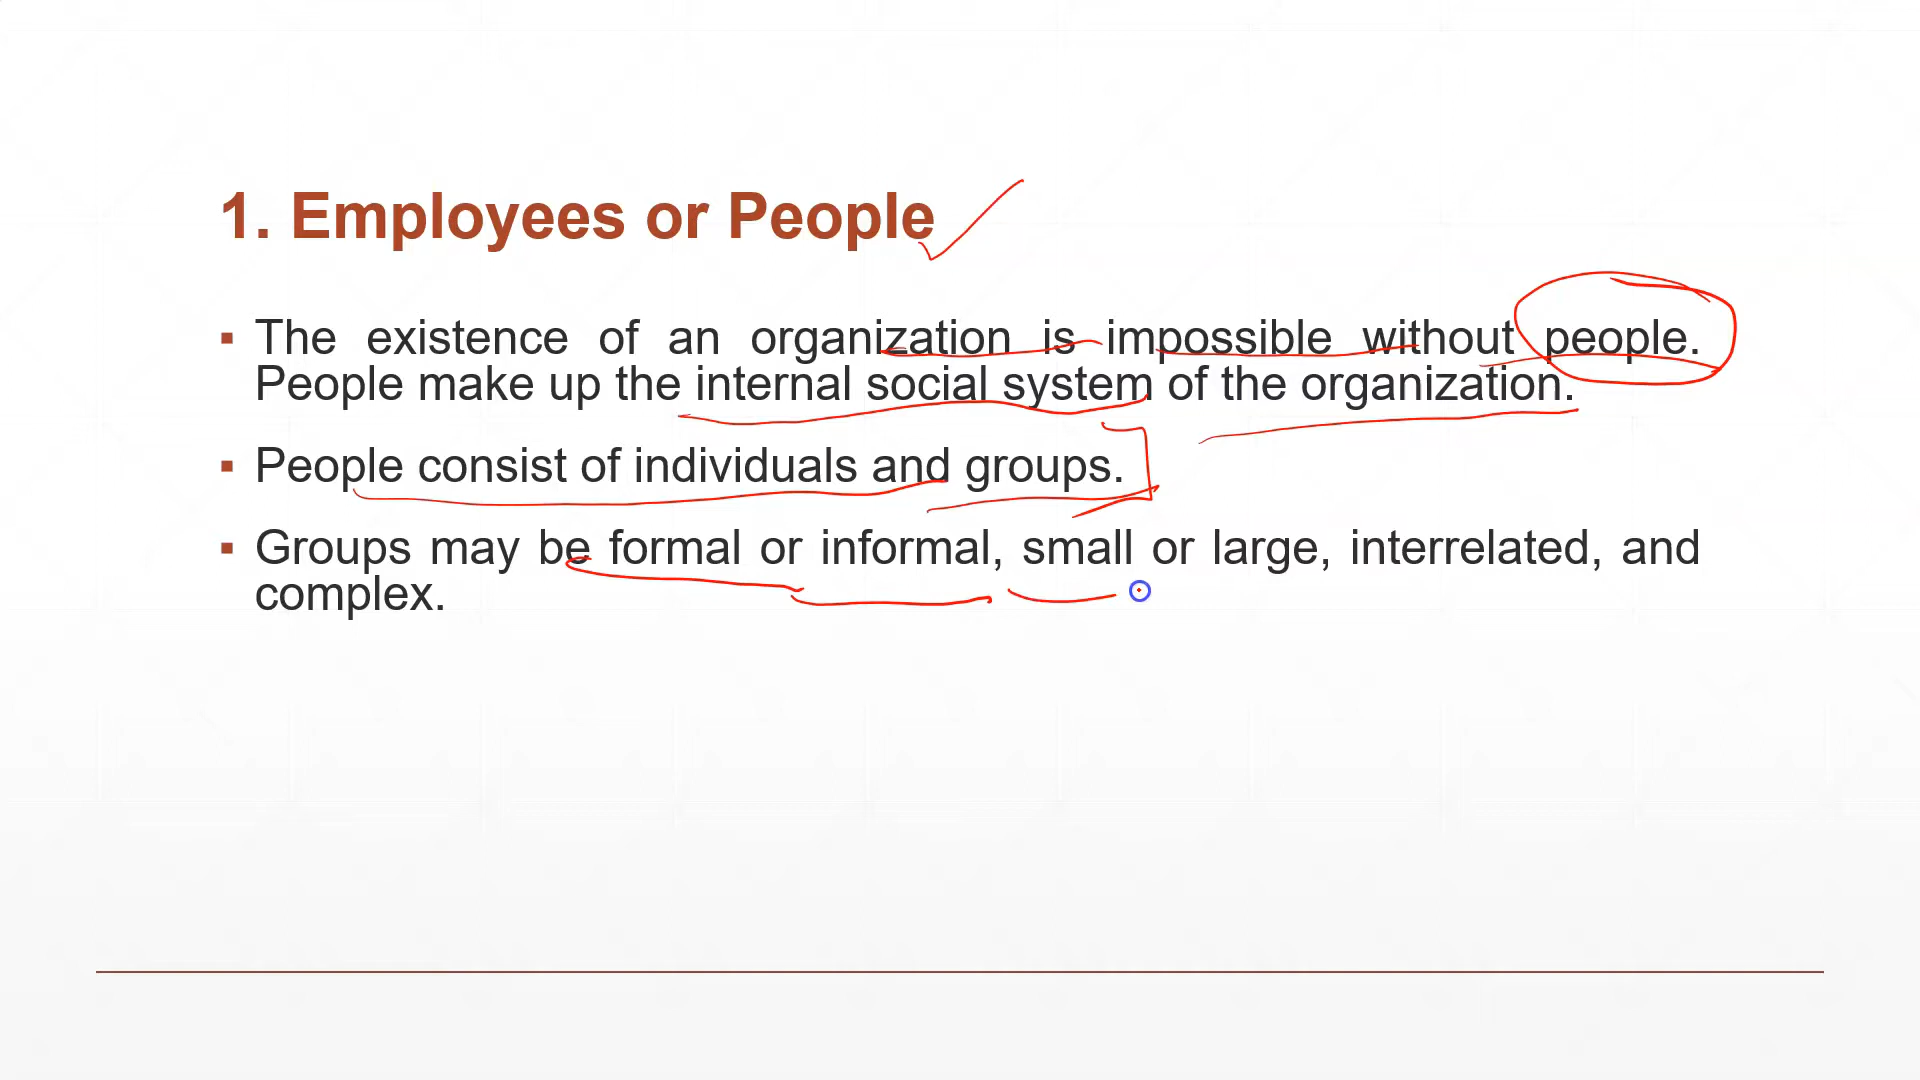 1. Employees or People
▪ The existence of an organization is impossible without people.
People make up the internal social system of the organization.
▪ People consist of individuals and groups.
▪ Groups may be formal or informal, small or large, interrelated, and
complex.